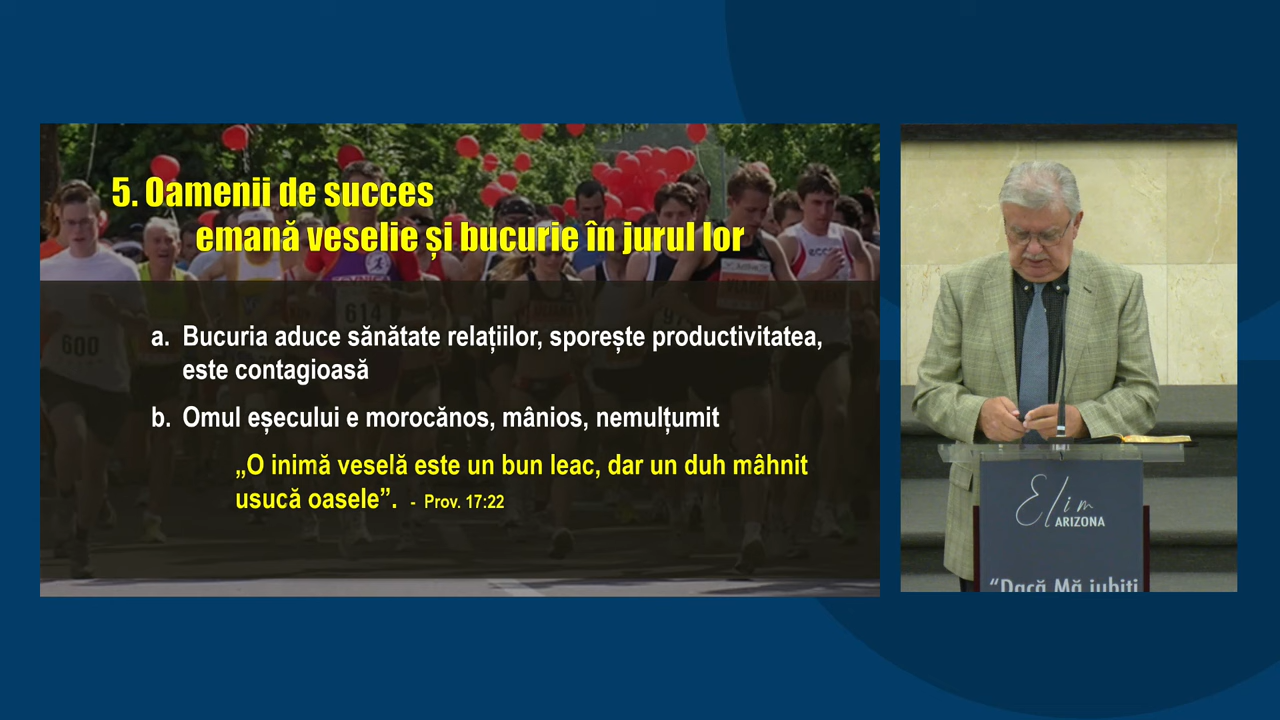 5. Oamenii de succes
emană veselie și bucurie în jurul lor
a. Bucuria aduce sănătate relațiilor, sporește productivitatea,
este contagioasă
b. Omul eșecului e morocănos, mânios, nemulțumit
„O inimă veselă este un bun leac, dar un duh mâhnit
usucă oasele”. - Prov. 17:22
600
614
Elim
ARIZONA
“Dacă Mă iubiți